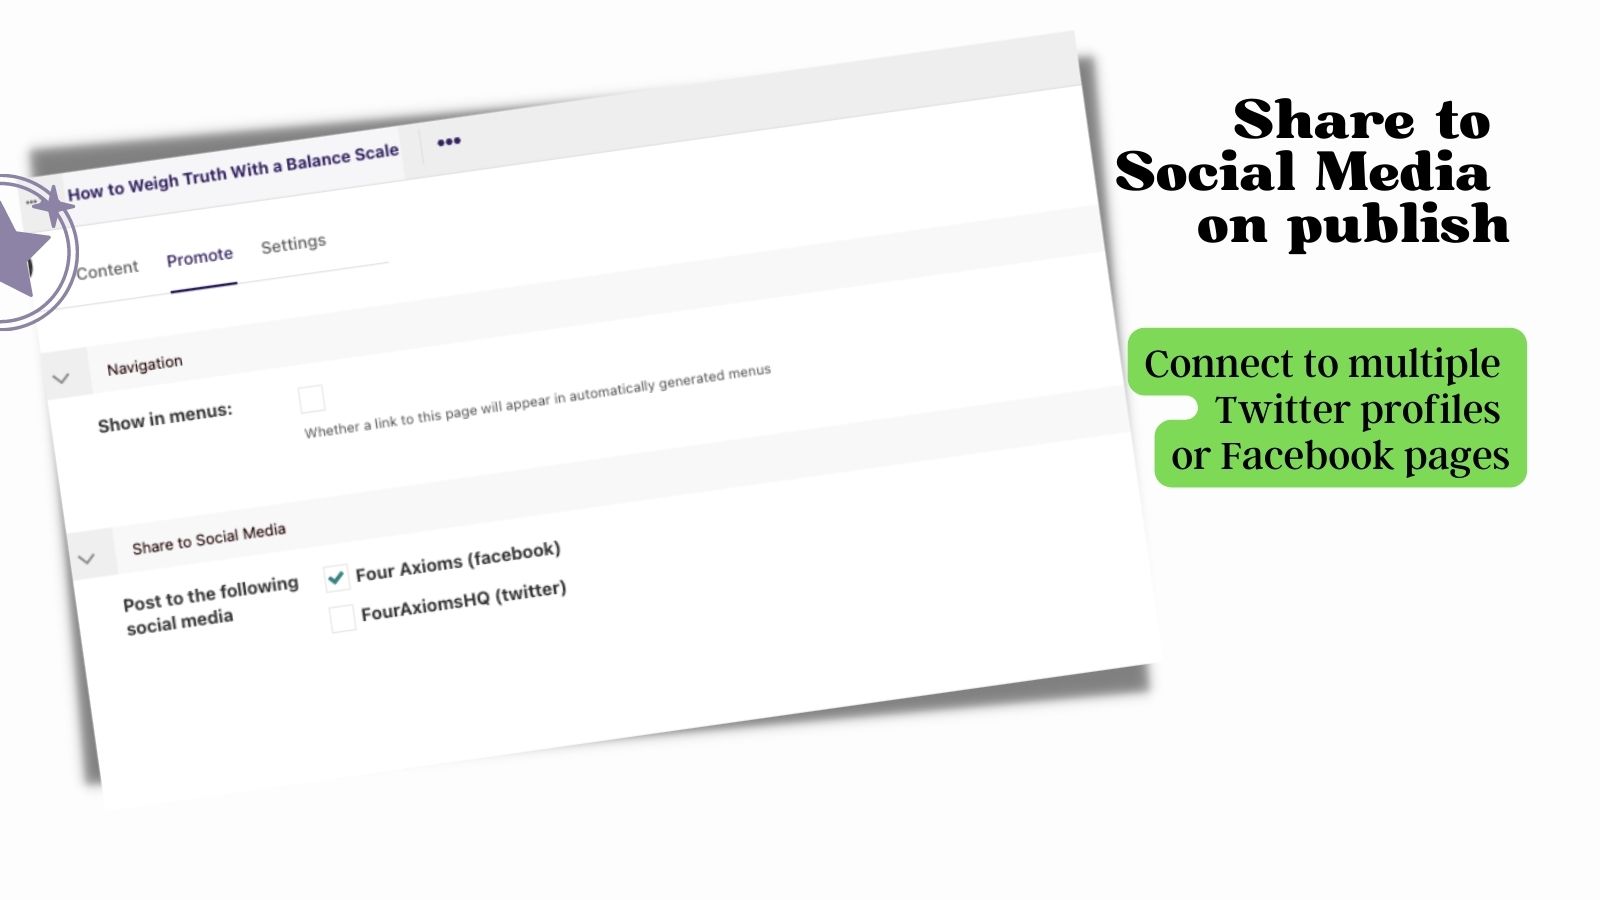 How to Weigh Truth With a Balance Scale
Content Promote Settings
Navigation
Show in menus:
Whether a link to this page will appear in automatically generated menus
Share to Social Media
Post to the following
social media
Four Axioms (facebook)
FourAxiomsHQ (twitter)
Share to
Social Media
on publish
Connect to multiple
Twitter profiles
or Facebook pages